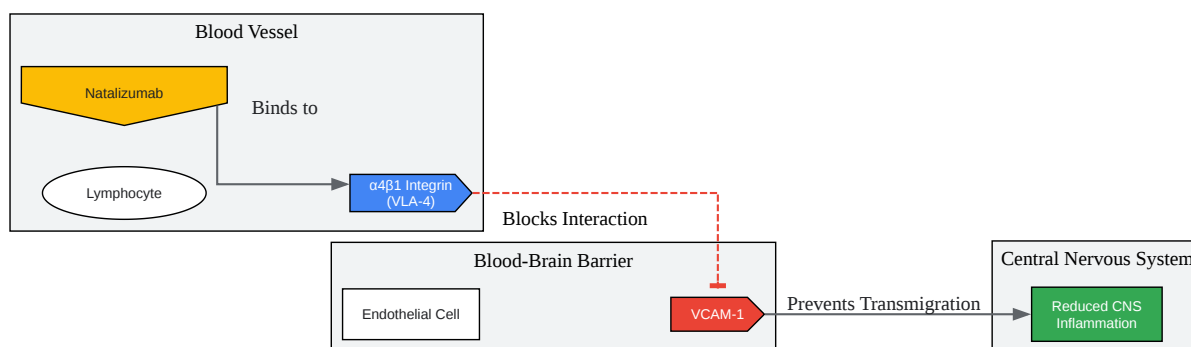 Blood Vessel
Natalizumab
Binds to
Lymphocyte
α4β1 Integrin
(VLA-4)
Blocks Interaction
Blood-Brain Barrier
Endothelial Cell
VCAM-1
Prevents Transmigration
Central Nervous System
Reduced CNS
Inflammation